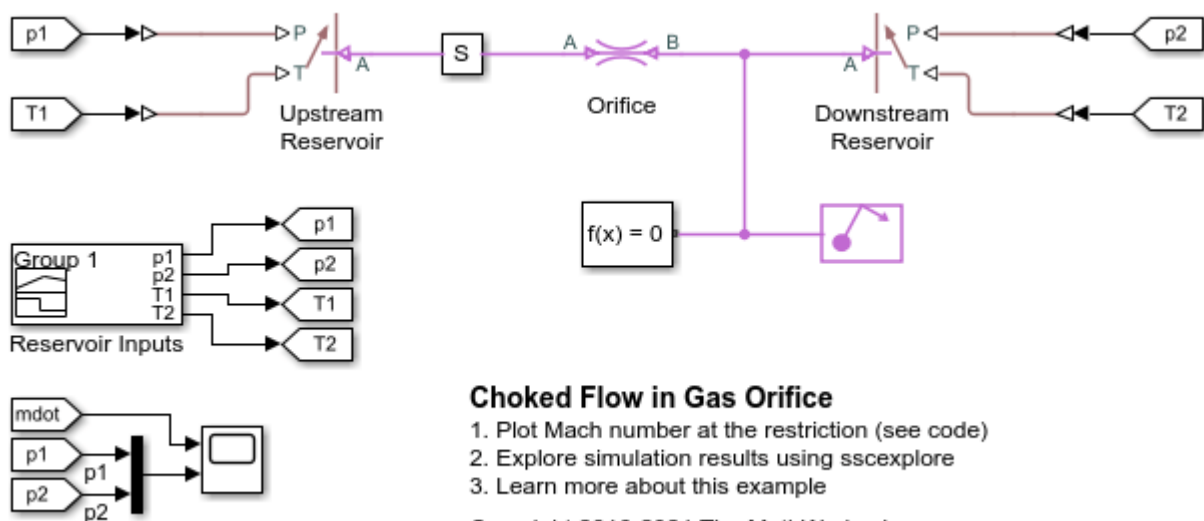 p1
P
T
A
T1
Upstream
Reservoir
S
A
B
Orifice
A
P
T
p2
T2
Downstream
Reservoir
f(x) = 0
Group 1
p1
p2
T1
T2
p1
p2
T1
T2
Reservoir Inputs
mdot
p1
p1
p2
p2
Choked Flow in Gas Orifice
1. Plot Mach number at the restriction (see code)
2. Explore simulation results using sscexplore
3. Learn more about this example